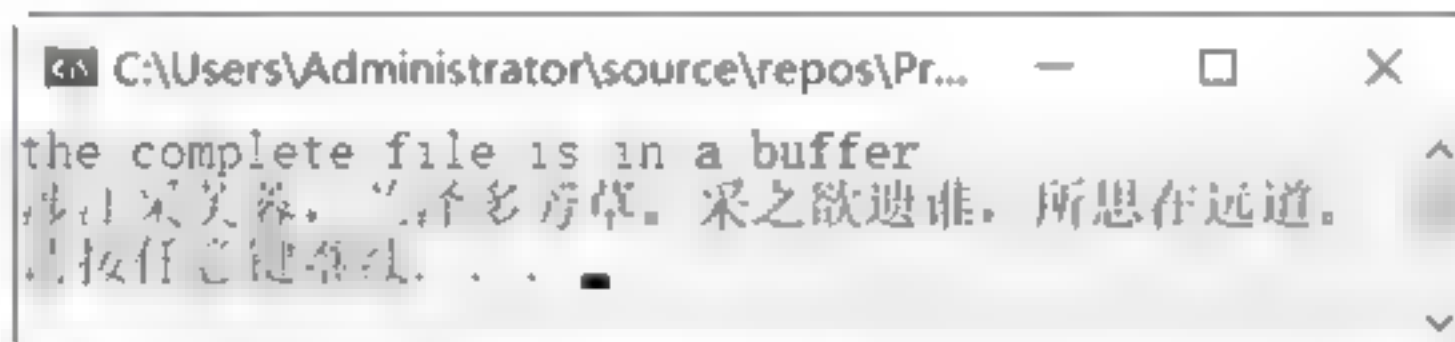 C:\Users\Administrator\source\repos\Pr...
the complete file is in a buffer
涉江采芙蓉,兰泽多芳草。采之欲遗谁,所思在远道。
请按任意键继续. . .